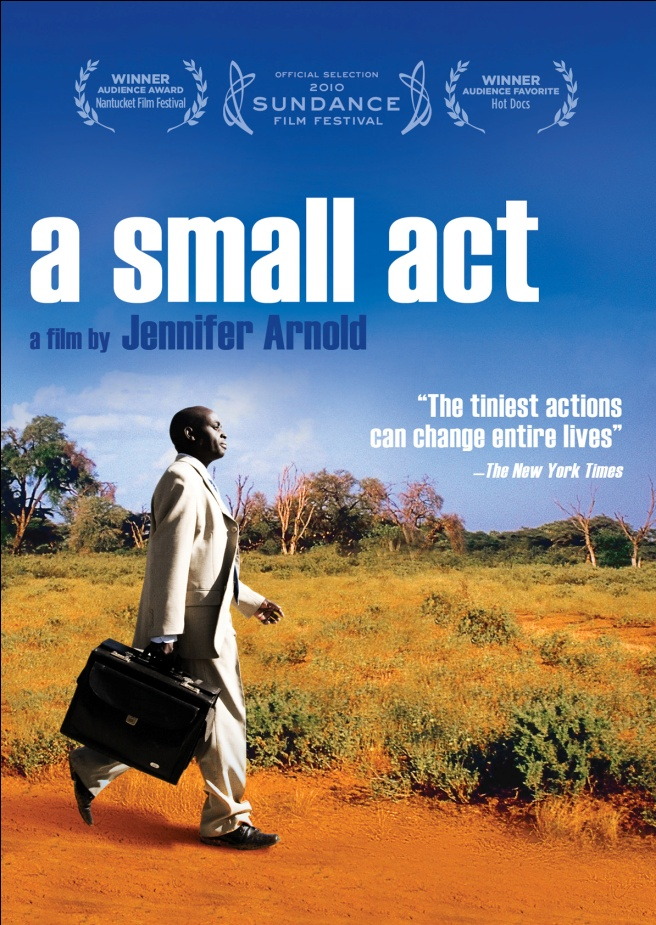 WINNER
AUDIENCE AWARD
Nantucket Film Festival
OFFICIAL SELECTION
2010
SUNDANCE
FILM FESTIVAL
WINNER
AUDIENCE FAVORITE
Hot Docs
a small act
a film by Jennifer Arnold
“The tiniest actions
can change entire lives”
—The New York Times